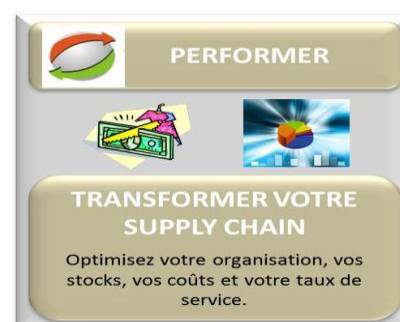 PERFORMER
TRANSFORMER VOTRE
SUPPLY CHAIN
Optimisez votre organisation, vos
stocks, vos coûts et votre taux de
service.